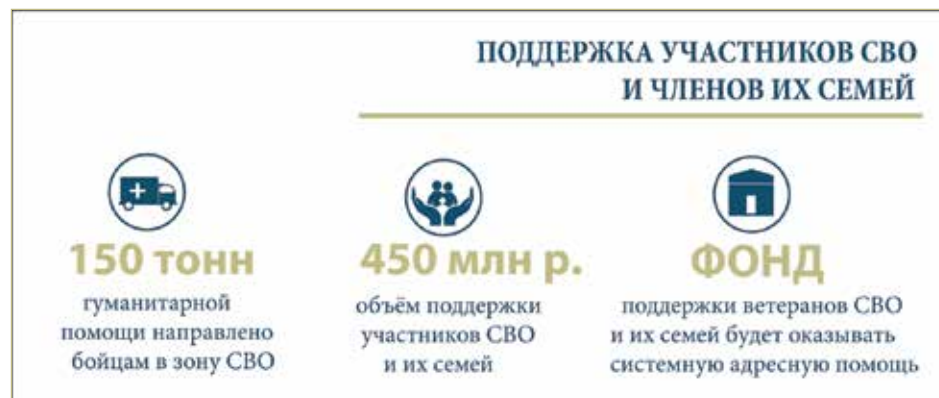 ПОДДЕРЖКА УЧАСТНИКОВ СВО
И ЧЛЕНОВ ИХ СЕМЕЙ
150 тонн
гуманитарной
помощи направлено
бойцам в зону СВО
450 млн р.
объём поддержки
участников СВО
и их семей
ФОНД
поддержки ветеранов СВО
и их семей будет оказывать
системную адресную помощь